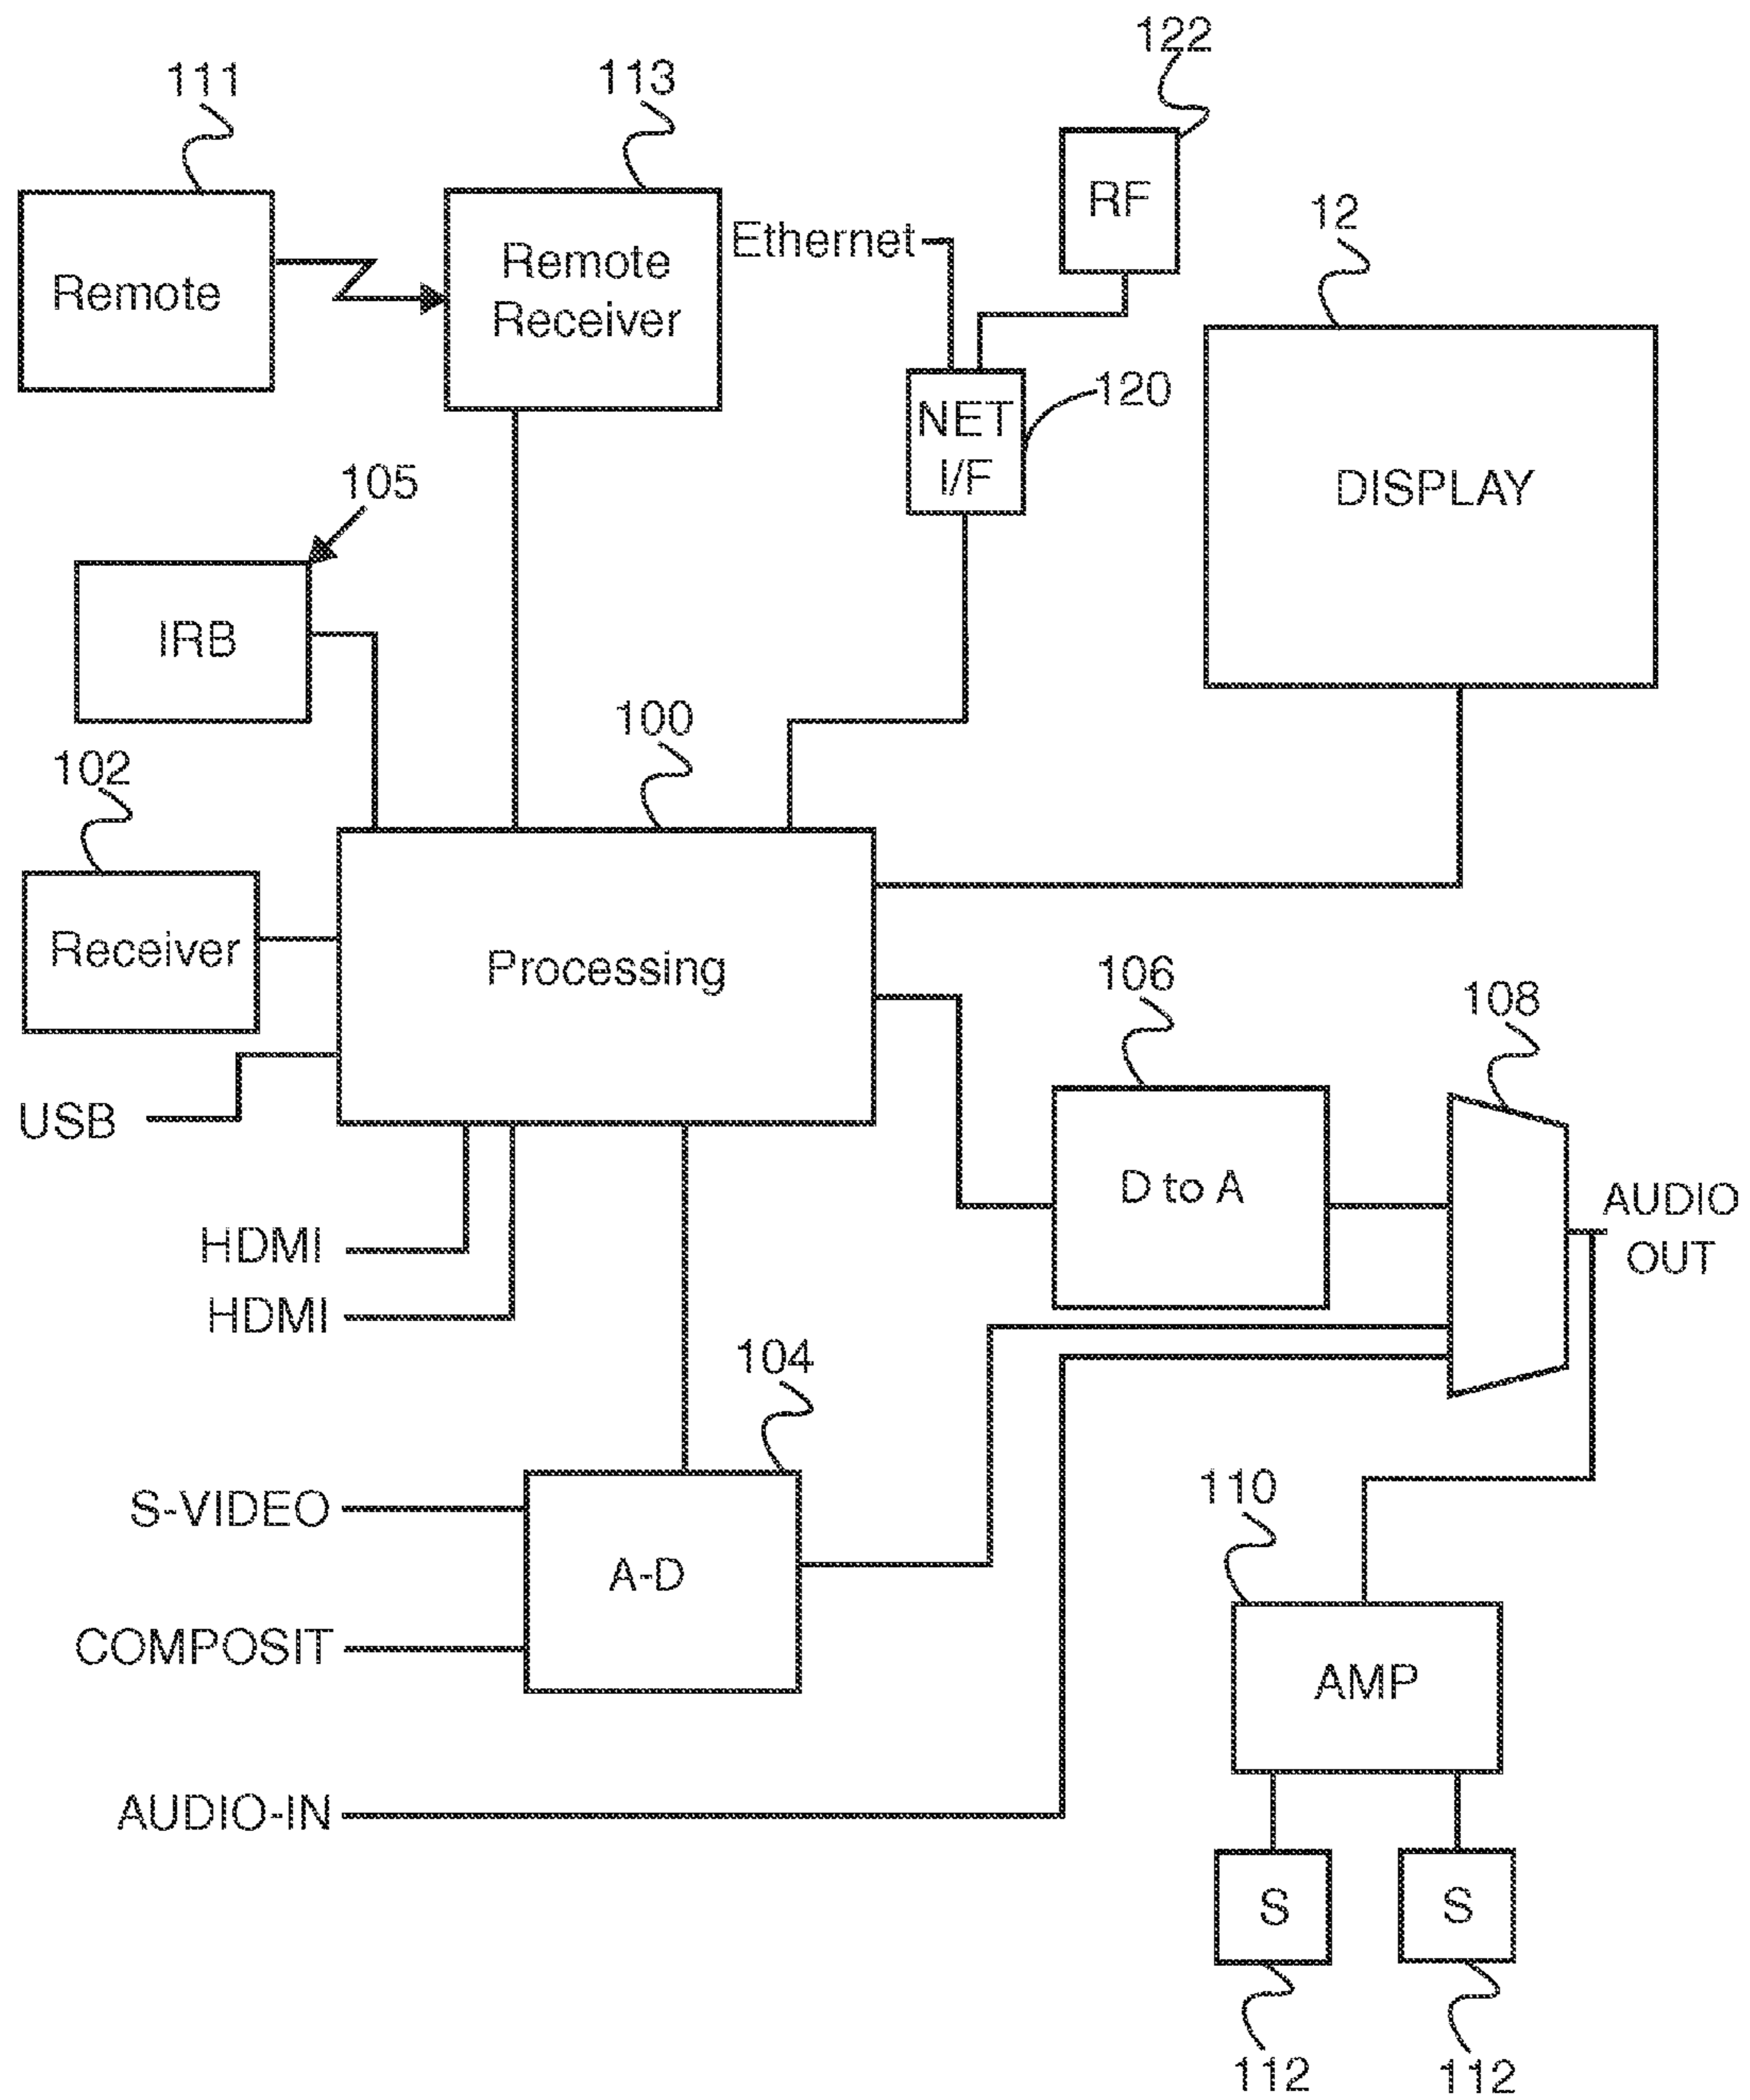 122
111
113
RF
12
Ethernet
Remote
Remote
Receiver
120
NET
I/F
DISPLAY
105
IRB
100
102
Receiver
Processing
106
108
USB
D to A
AUDIO
OUT
HDMI
HDMI
104
110
S-VIDEO
A-D
COMPOSIT
AMP
AUDIO-IN
S
S
112
112